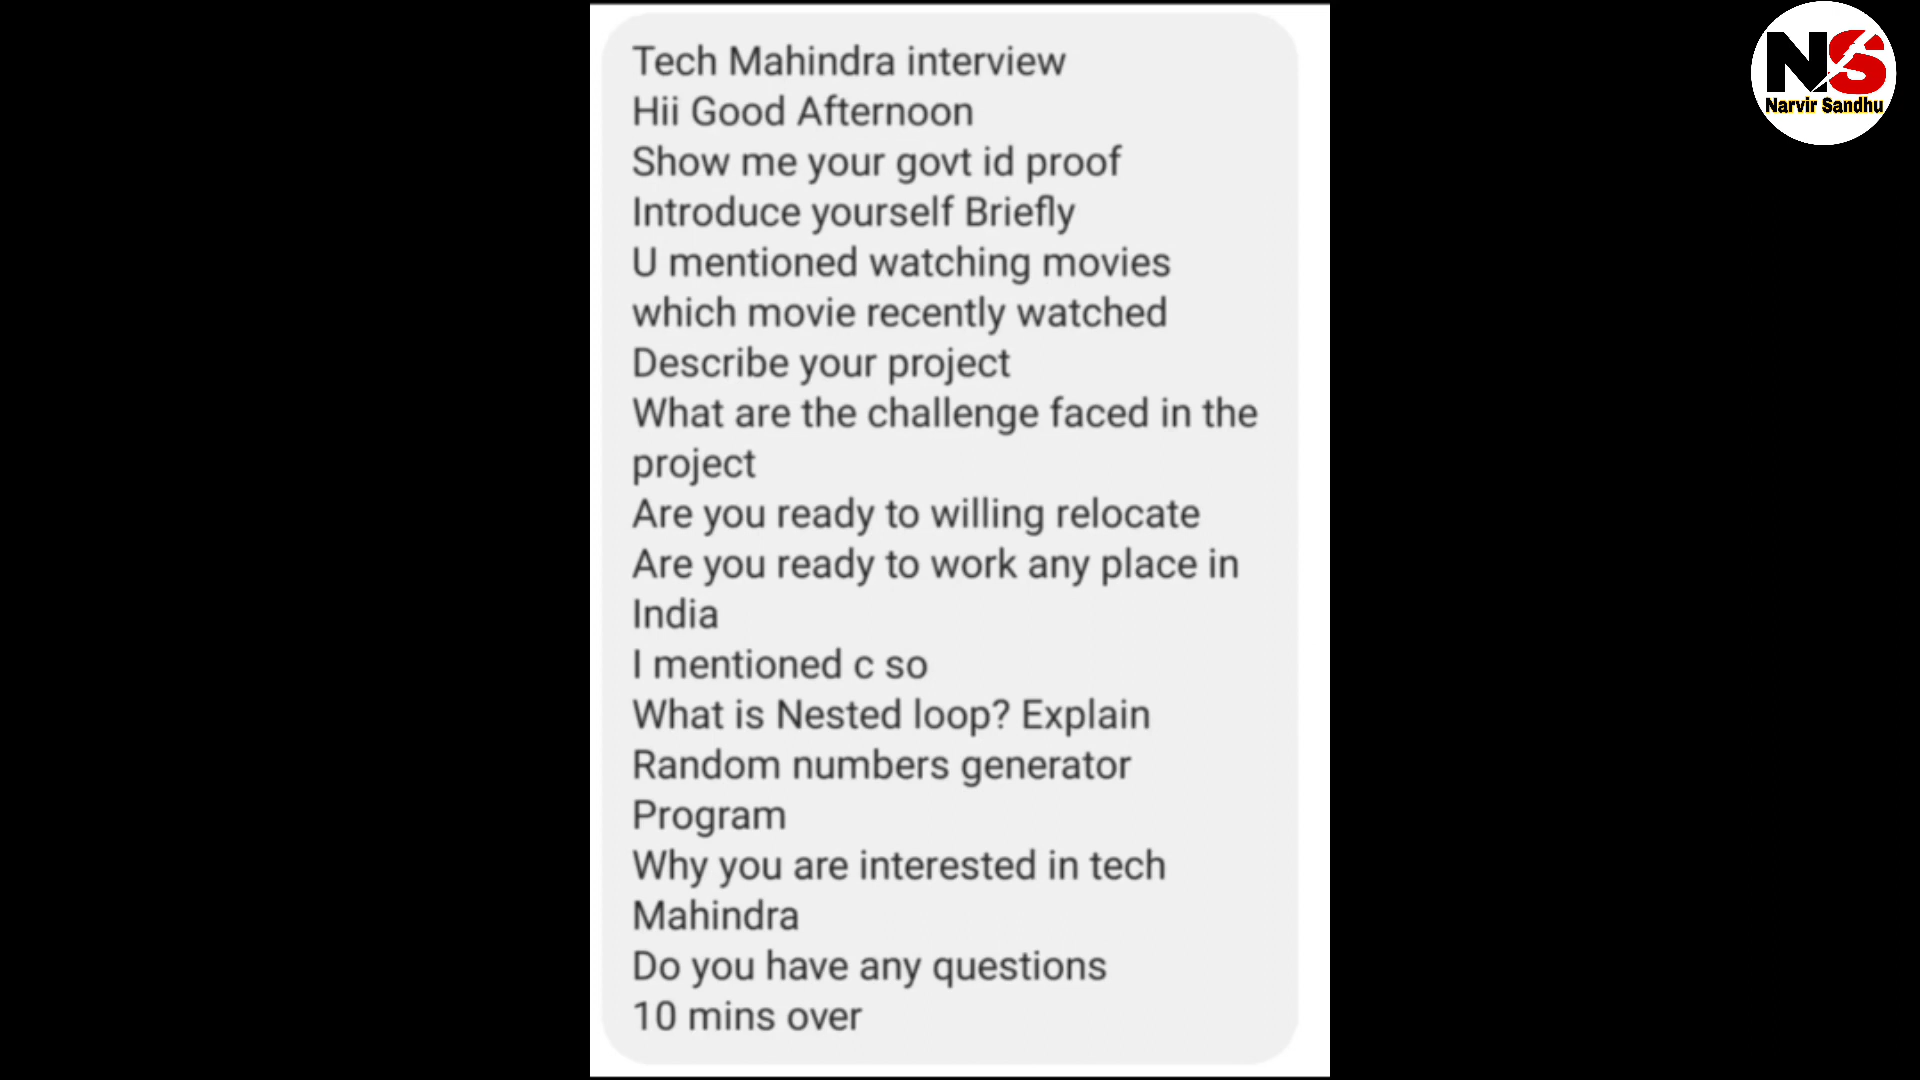 Tech Mahindra interview
Hii Good Afternoon
Show me your govt id proof
Introduce yourself Briefly
U mentioned watching movies
which movie recently watched
Describe your project
What are the challenge faced in the
project
Are you ready to willing relocate
Are you ready to work any place in
India
I mentioned c so
What is Nested loop? Explain
Random numbers generator
Program
Why you are interested in tech
Mahindra
Do you have any questions
10 mins over
NS
Narvir Sandhu